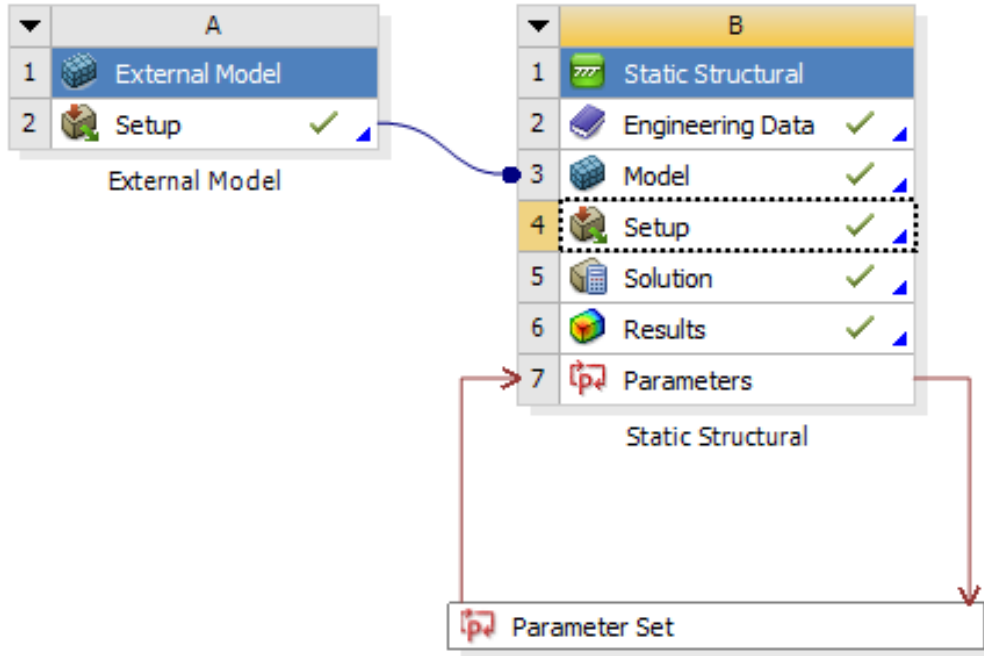 A
1 External Model
2 Setup
External Model
B
1 Static Structural
2 Engineering Data
3 Model
4 Setup
5 Solution
6 Results
7 Parameters
Static Structural
Parameter Set